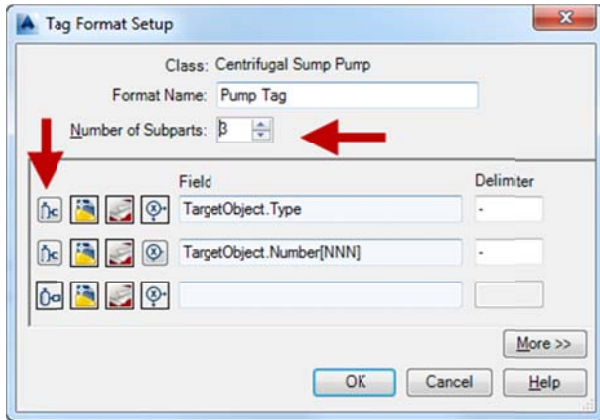 Tag Format Setup
Class: Centrifugal Sump Pump
Format Name: Pump Tag
Number of Subparts: 3
Field Delimter
TargetObject.Type -
TargetObject.Number[NNN] -
More >>
OK Cancel Help